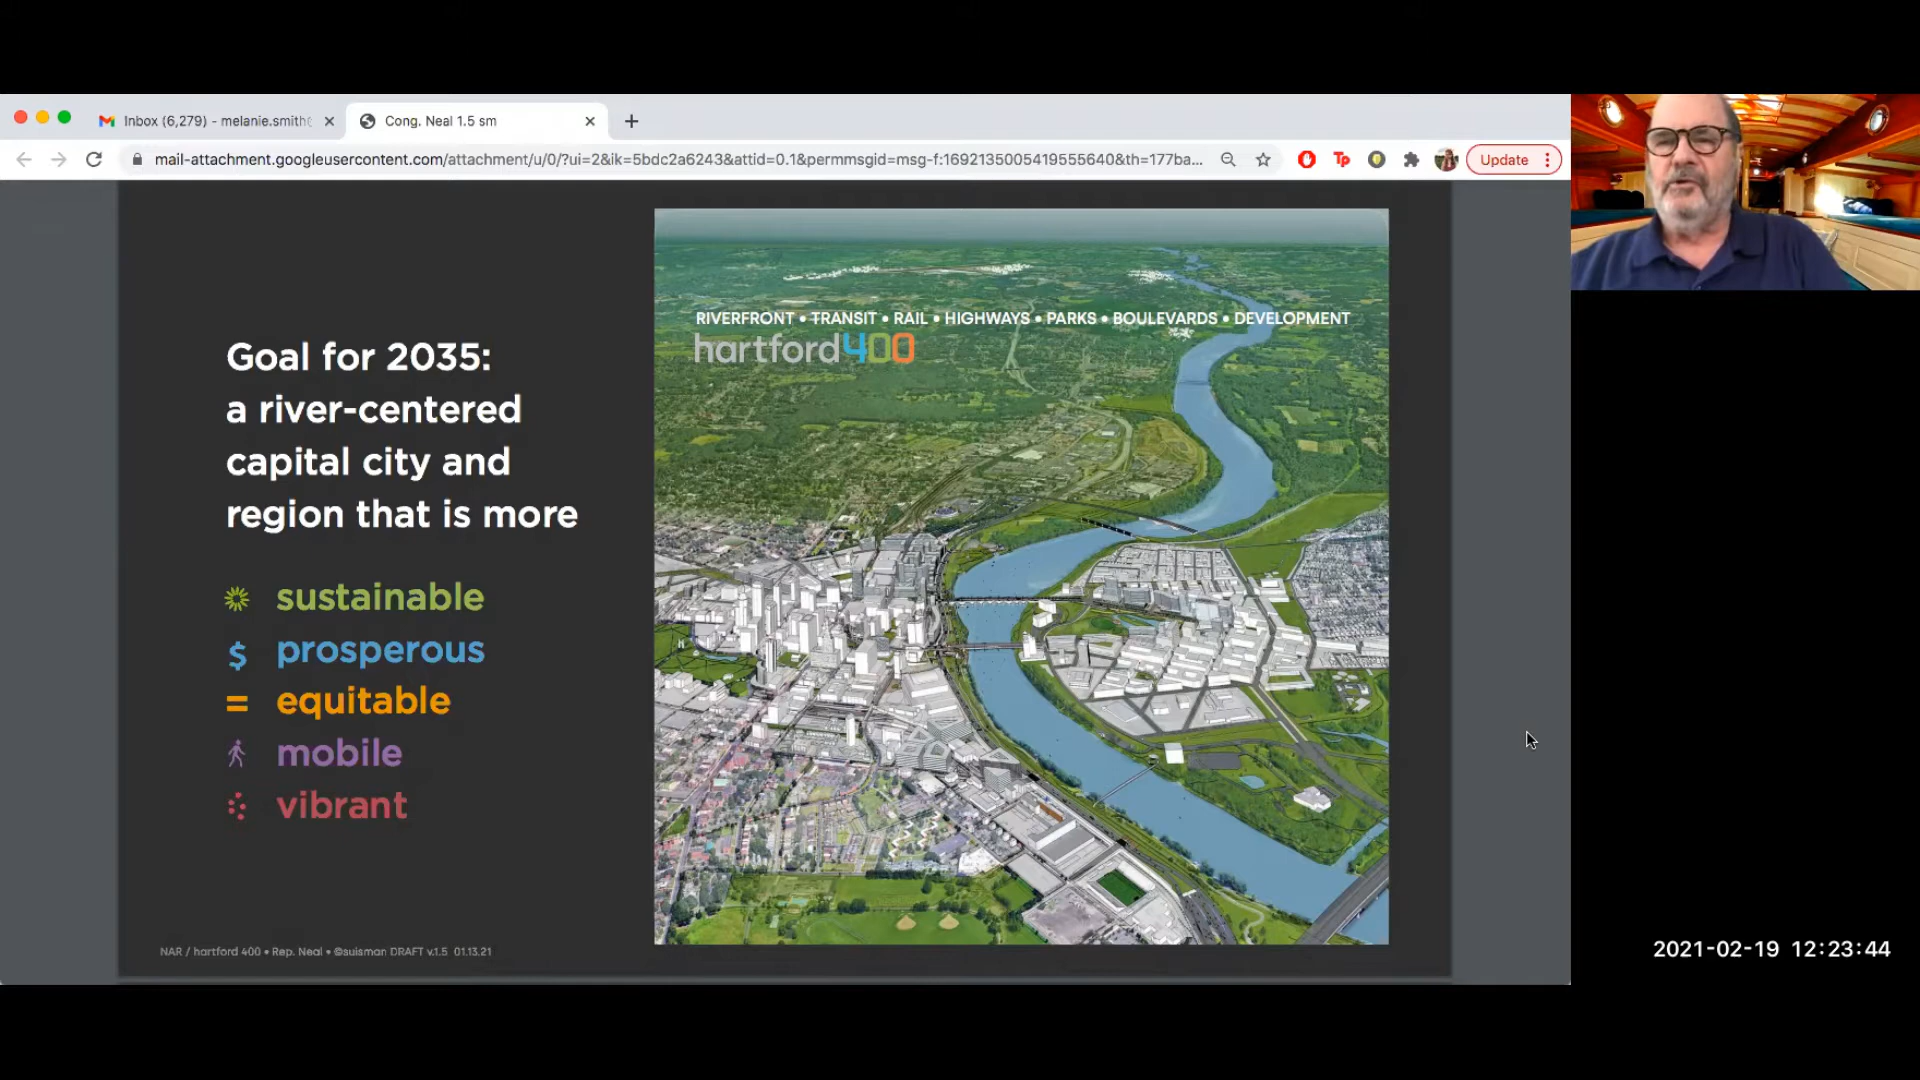 Inbox (6,279) - melanie.smith@
Cong. Neal 1.5 sm
mail-attachment.googleusercontent.com/attachment/u/0/?ui=2&ik=5bdc2a6243&attid=0.1&permmsgid=msg-f:1692135005419555640&th=177ba...
Tp
Update
RIVERFRONT • TRANSIT • RAIL • HIGHWAYS • PARKS • BOULEVARDS • DEVELOPMENT
hartford400
Goal for 2035:
a river-centered
capital city and
region that is more
sustainable
$ prosperous
= equitable
mobile
vibrant
NAR / hartford 400 • Rep. Neal • ©suisman DRAFT v.1.5 01.13.21
2021-02-19 12:23:44